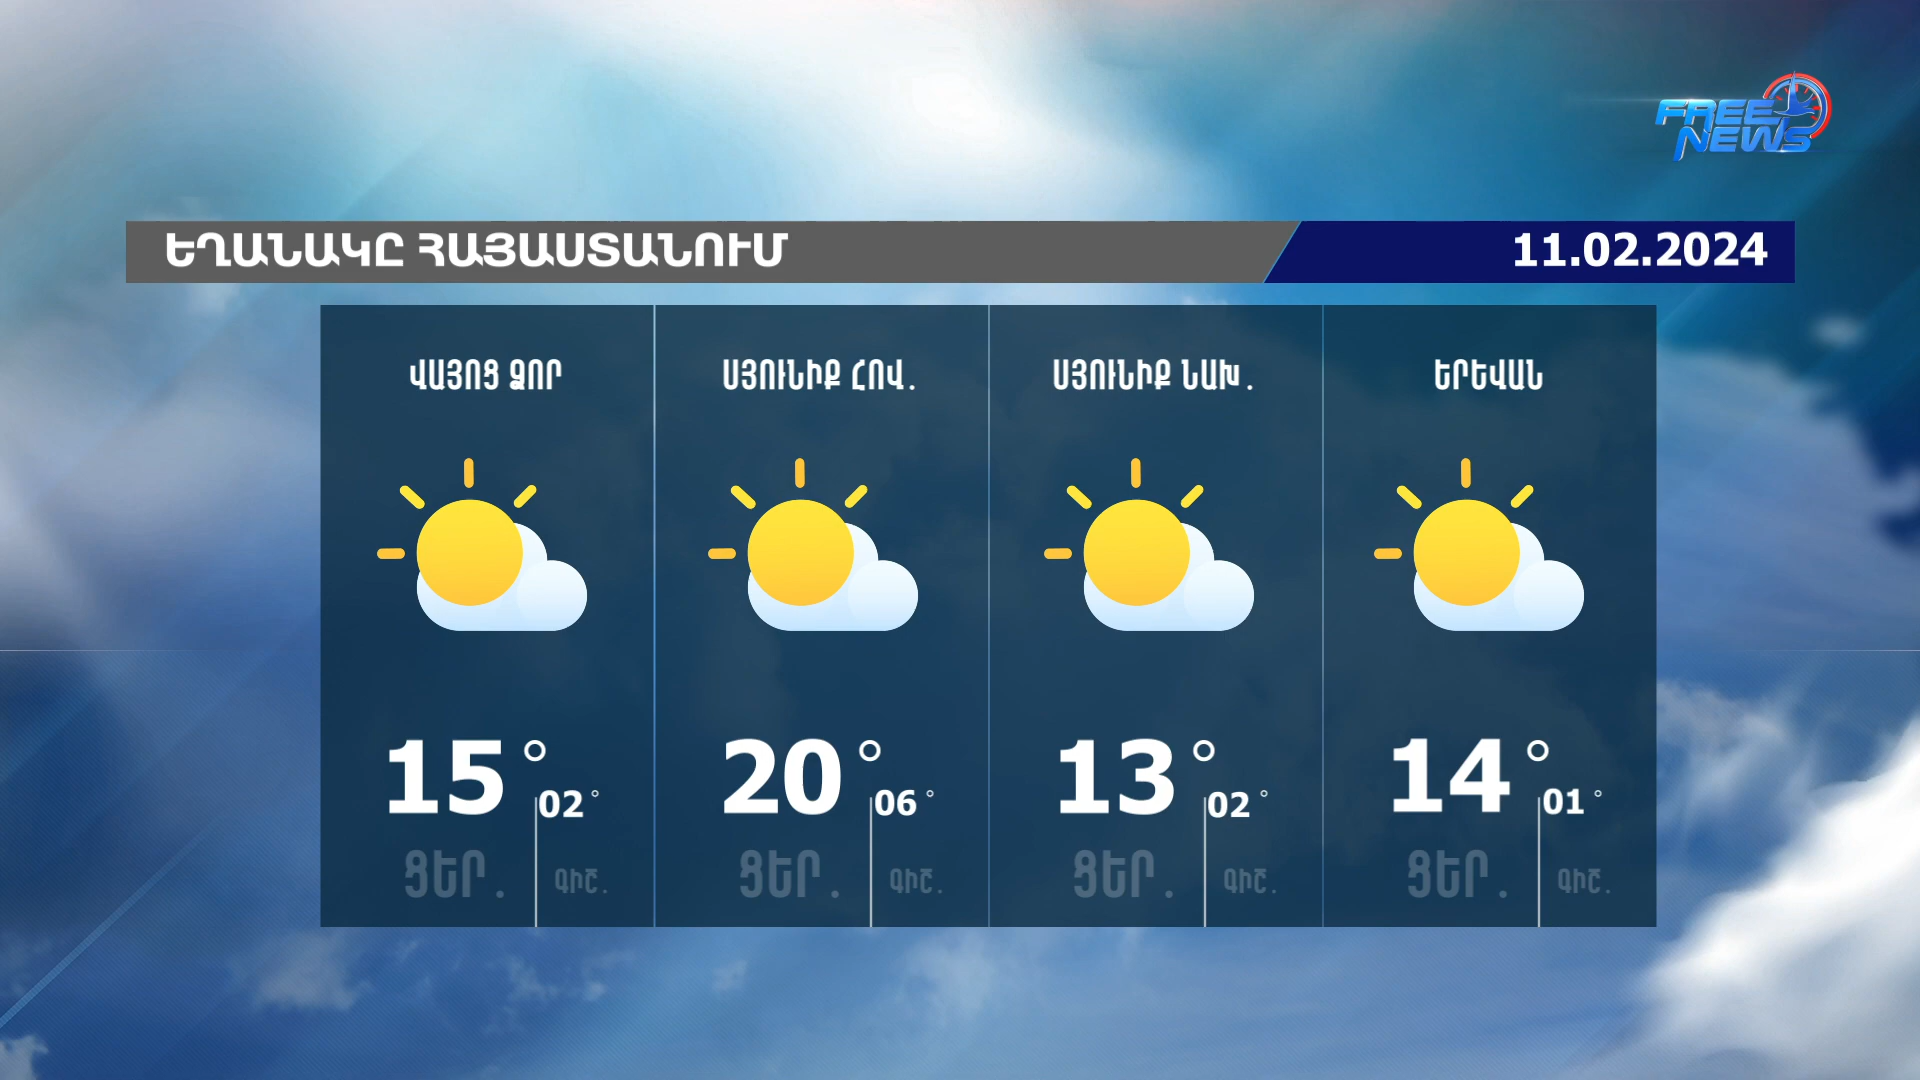 FREE
NEWS
ԵՂԱՆԱԿԸ ՀԱՅԱՍՏԱՆՈՒՄ
11.02.2024
ՎԱՅՈՑ ՁՈՐ
ՍՅՈՒՆԻՔ ՀՈՎ.
ՍՅՈՒՆԻՔ ՆԱԽ.
ԵՐԵՎԱՆ
15° 02°
20° 06°
13° 02°
14° 01°
ՑԵՐ. ԳԻՇ.
ՑԵՐ. ԳԻՇ.
ՑԵՐ. ԳԻՇ.
ՑԵՐ. ԳԻՇ.